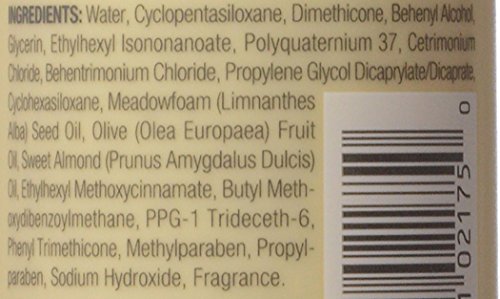 INGREDIENTS: Water, Cyclopentasiloxane, Dimethicone, Behenyl Alcohol,
Glycerin, Ethylhexyl Isononanoate, Polyquaternium 37, Cetrimonium
Chloride, Behentrimonium Chloride, Propylene Glycol Dicaprylate/Dicaprate,
Cyclohexasiloxane, Meadowfoam (Limnanthes
Alba) Seed Oil, Olive (Olea Europaea) Fruit
Oil, Sweet Almond (Prunus Amygdalus Dulcis)
Oil, Ethylhexyl Methoxycinnamate, Butyl Meth-
oxydibenzoylmethane, PPG-1 Trideceth-6,
Phenyl Trimethicone, Methylparaben, Propyl-
paraben, Sodium Hydroxide, Fragrance.
02175 0